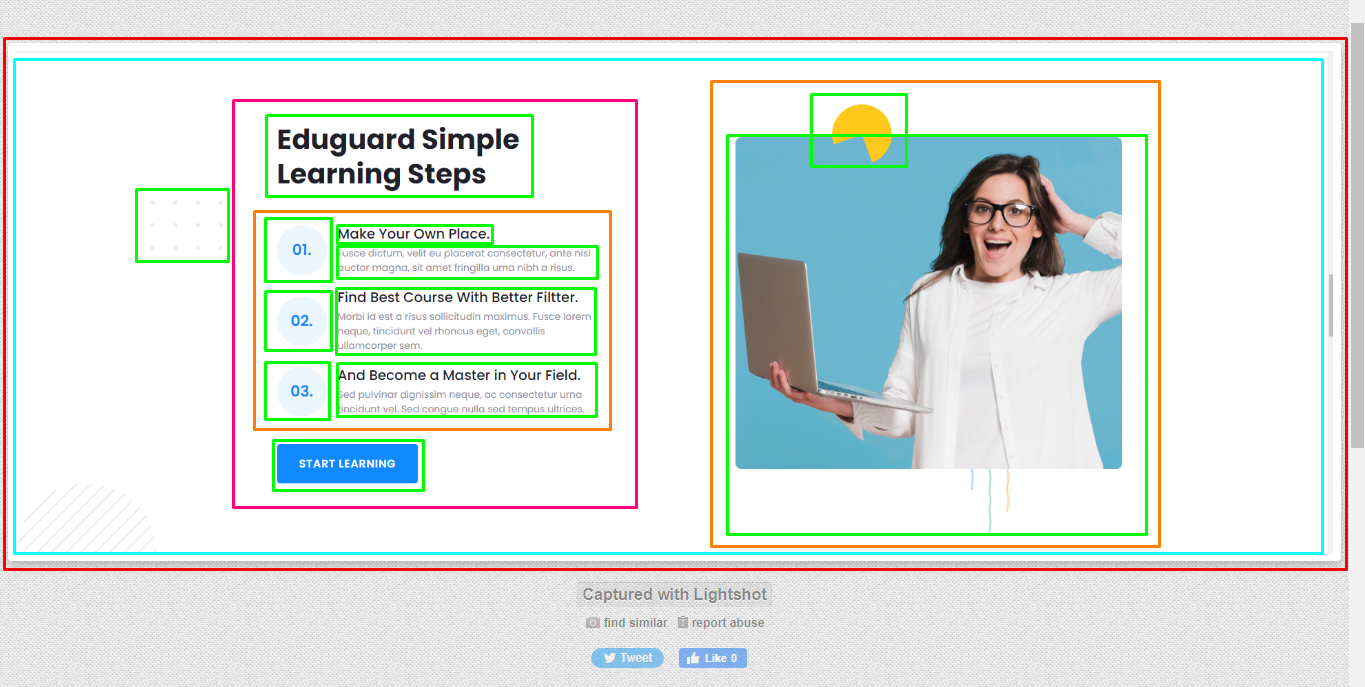 Eduguard Simple
Learning Steps
01.
Make Your Own Place.
Fusce dictum, velit eu placerat consectetur, ante nisl
auctor magna, sit amet fringilla urna nibh a risus.
02.
Find Best Course With Better Filtter.
Morbi id est a risus sollicitudin maximus. Fusce lorem
neque, tincidunt vel rhoncus eget, convallis
ullamcorper sem.
03.
And Become a Master in Your Field.
Sed pulvinar dignissim neque, ac consectetur urna
tincidunt vel. Sed congue nulla sed tempus ultrices.
START LEARNING
Captured with Lightshot
find similar report abuse
Tweet Like 0